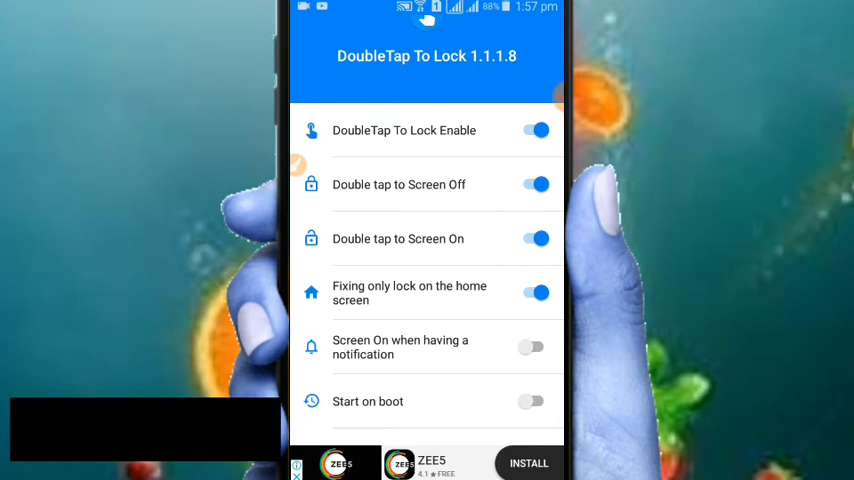 1 88% 1:57 pm
DoubleTap To Lock 1.1.1.8
DoubleTap To Lock Enable
Double tap to Screen Off
Double tap to Screen On
Fixing only lock on the home
screen
Screen On when having a
notification
Start on boot
ZEE5
ZEE5
ZEE5
4.1 ★ FREE
INSTALL